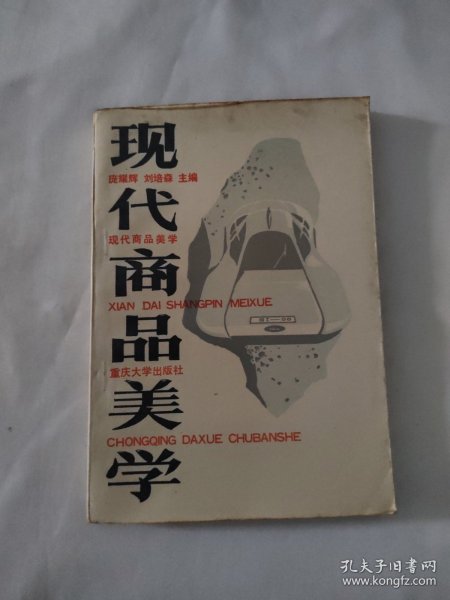 现代商品美学
庞耀辉 刘培森 主编
现代商品美学
XIAN DAI SHANGPIN MEIXUE
重庆大学出版社
CHONGQING DAXUE CHUBANSHE
孔夫子旧书网
www.kongfz.com